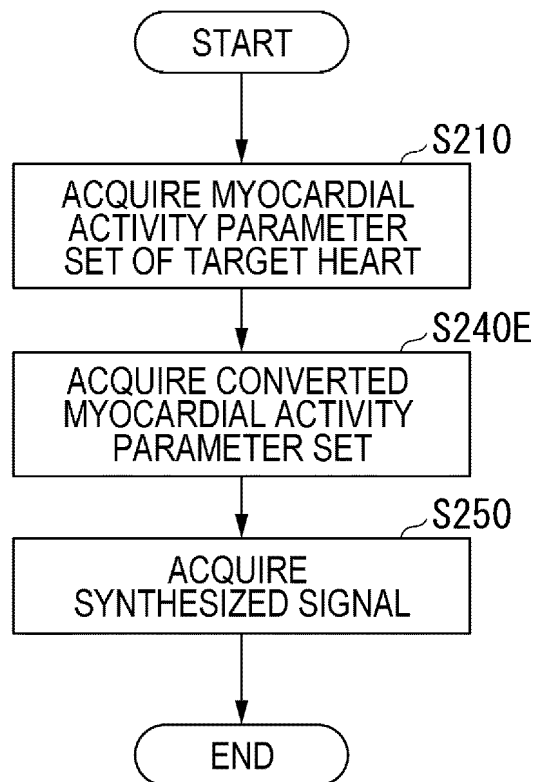 START
S210
ACQUIRE MYOCARDIAL
ACTIVITY PARAMETER
SET OF TARGET HEART
S240E
ACQUIRE CONVERTED
MYOCARDIAL ACTIVITY
PARAMETER SET
S250
ACQUIRE
SYNTHESIZED SIGNAL
END